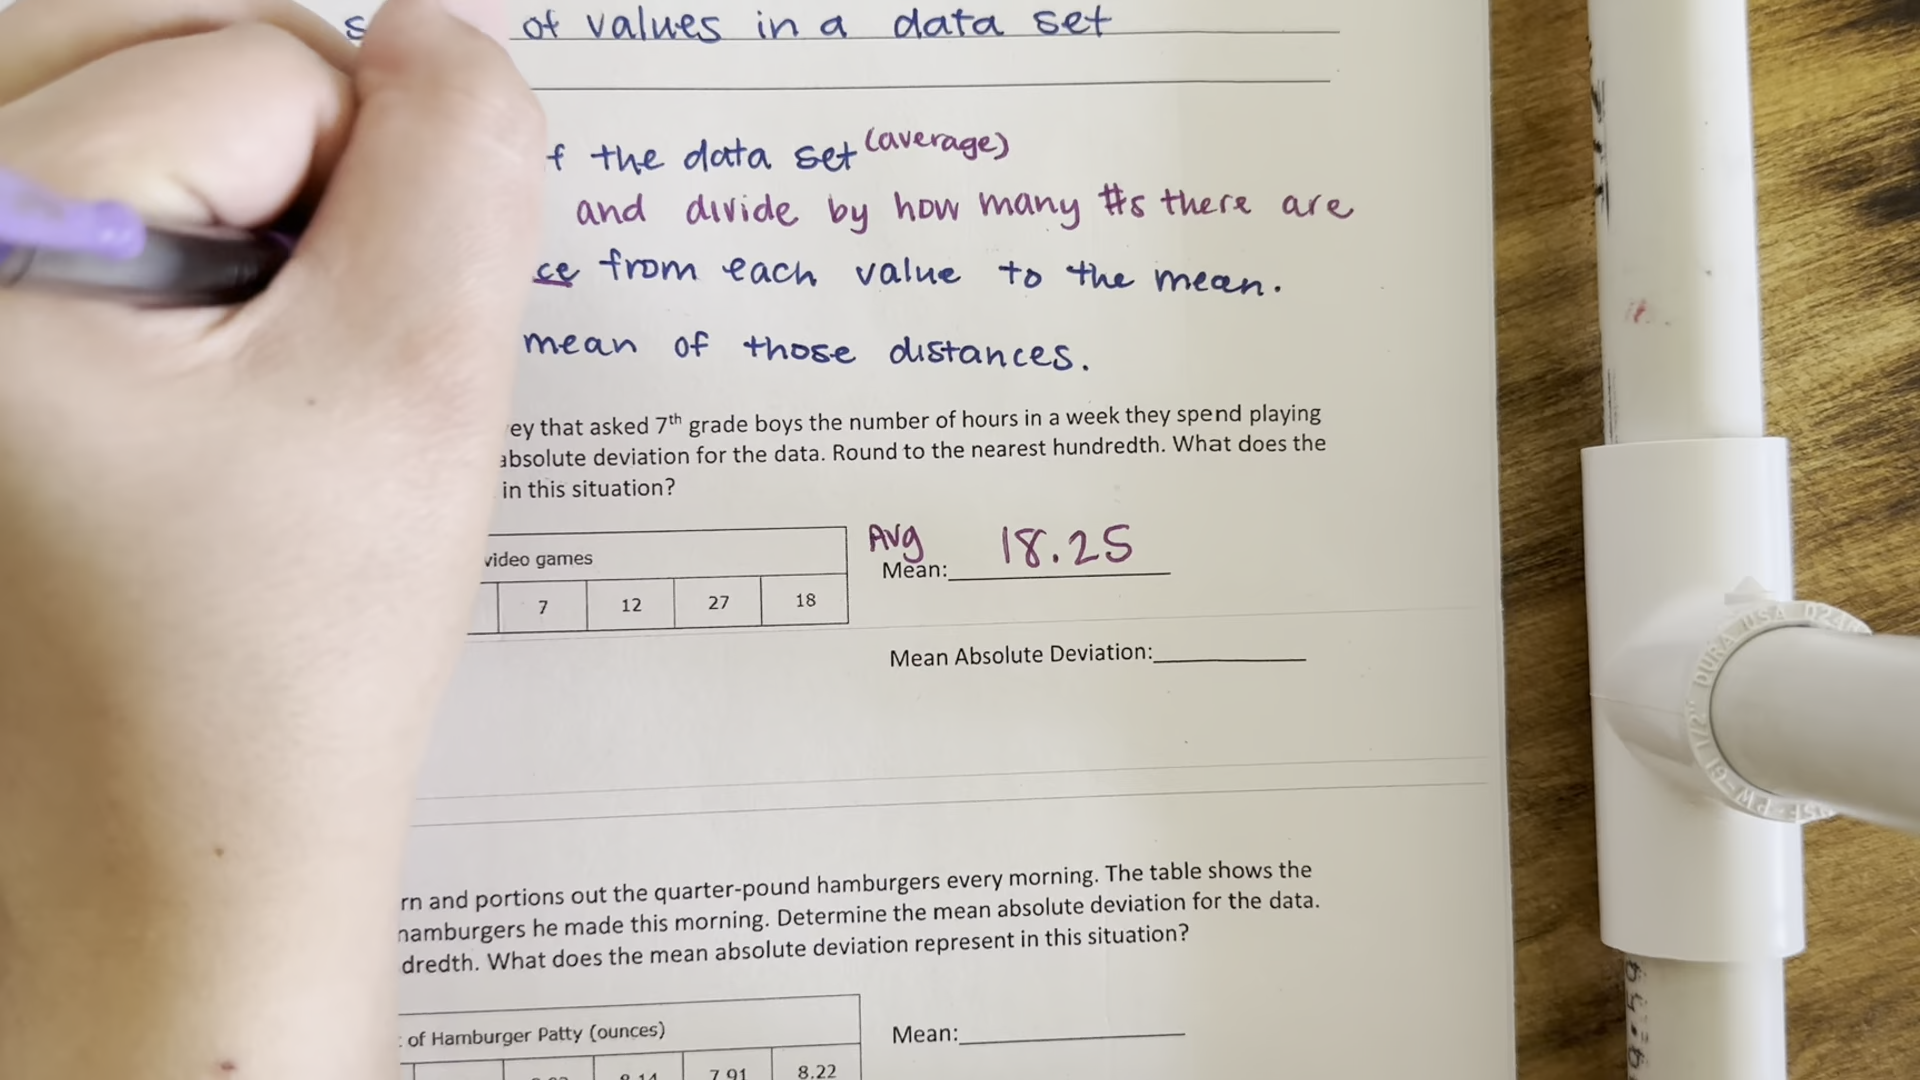 of values in a data set
f the data set (average)
and divide by how many #s there are
ce from each value to the mean.
mean of those distances.
ey that asked 7th grade boys the number of hours in a week they spend playing
absolute deviation for the data. Round to the nearest hundredth. What does the
in this situation?
video games
7 12 27 18
Avg
Mean: 18.25
Mean Absolute Deviation:
rn and portions out the quarter-pound hamburgers every morning. The table shows the
hamburgers he made this morning. Determine the mean absolute deviation for the data.
dredth. What does the mean absolute deviation represent in this situation?
of Hamburger Patty (ounces)
Mean:
8.14 7.91 8.22
DURA USA